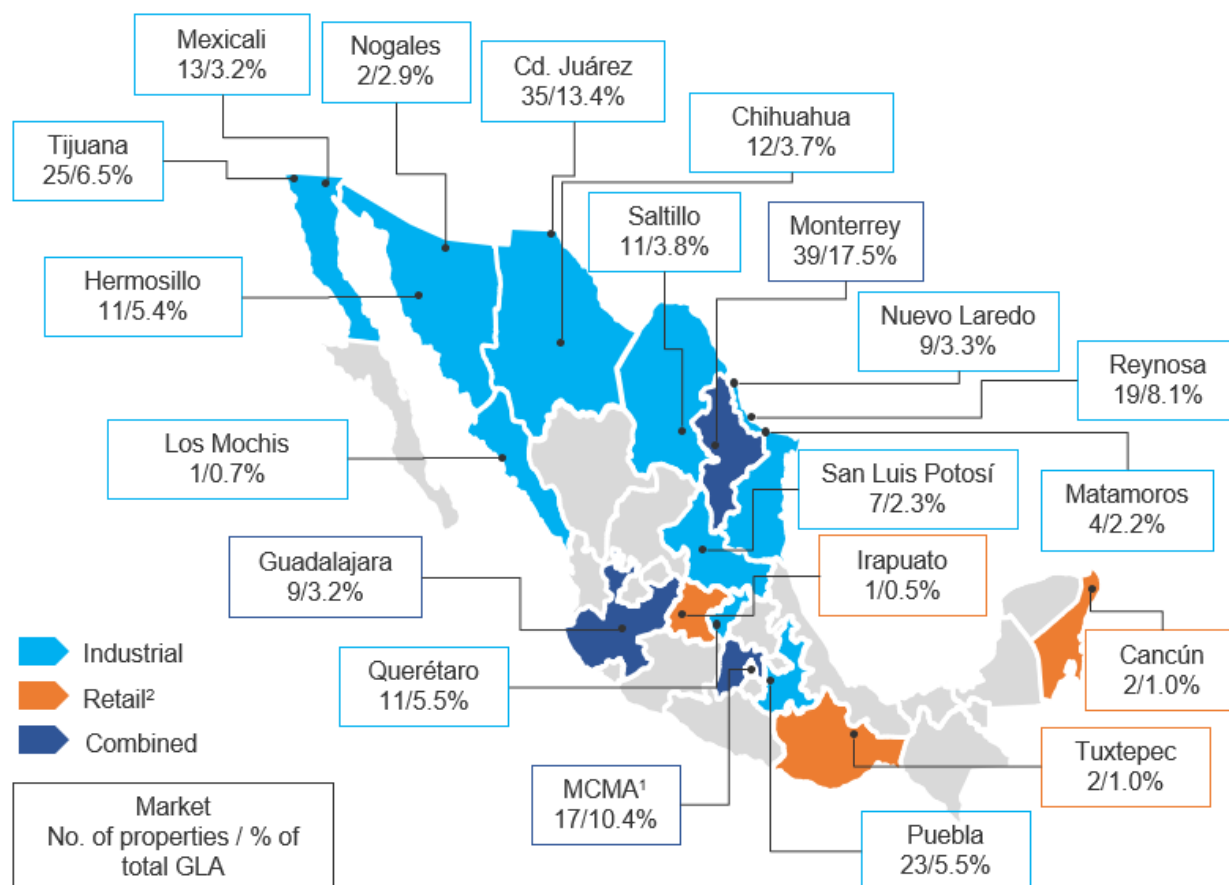 Mexicali
13/3.2%
Nogales
2/2.9%
Cd. Juárez
35/13.4%
Chihuahua
12/3.7%
Tijuana
25/6.5%
Saltillo
11/3.8%
Monterrey
39/17.5%
Hermosillo
11/5.4%
Nuevo Laredo
9/3.3%
Reynosa
19/8.1%
Los Mochis
1/0.7%
San Luis Potosí
7/2.3%
Matamoros
4/2.2%
Guadalajara
9/3.2%
Irapuato
1/0.5%
Industrial
Retail²
Combined
Querétaro
11/5.5%
Cancún
2/1.0%
Tuxtepec
2/1.0%
MCMA¹
17/10.4%
Puebla
23/5.5%
Market
No. of properties / % of
total GLA